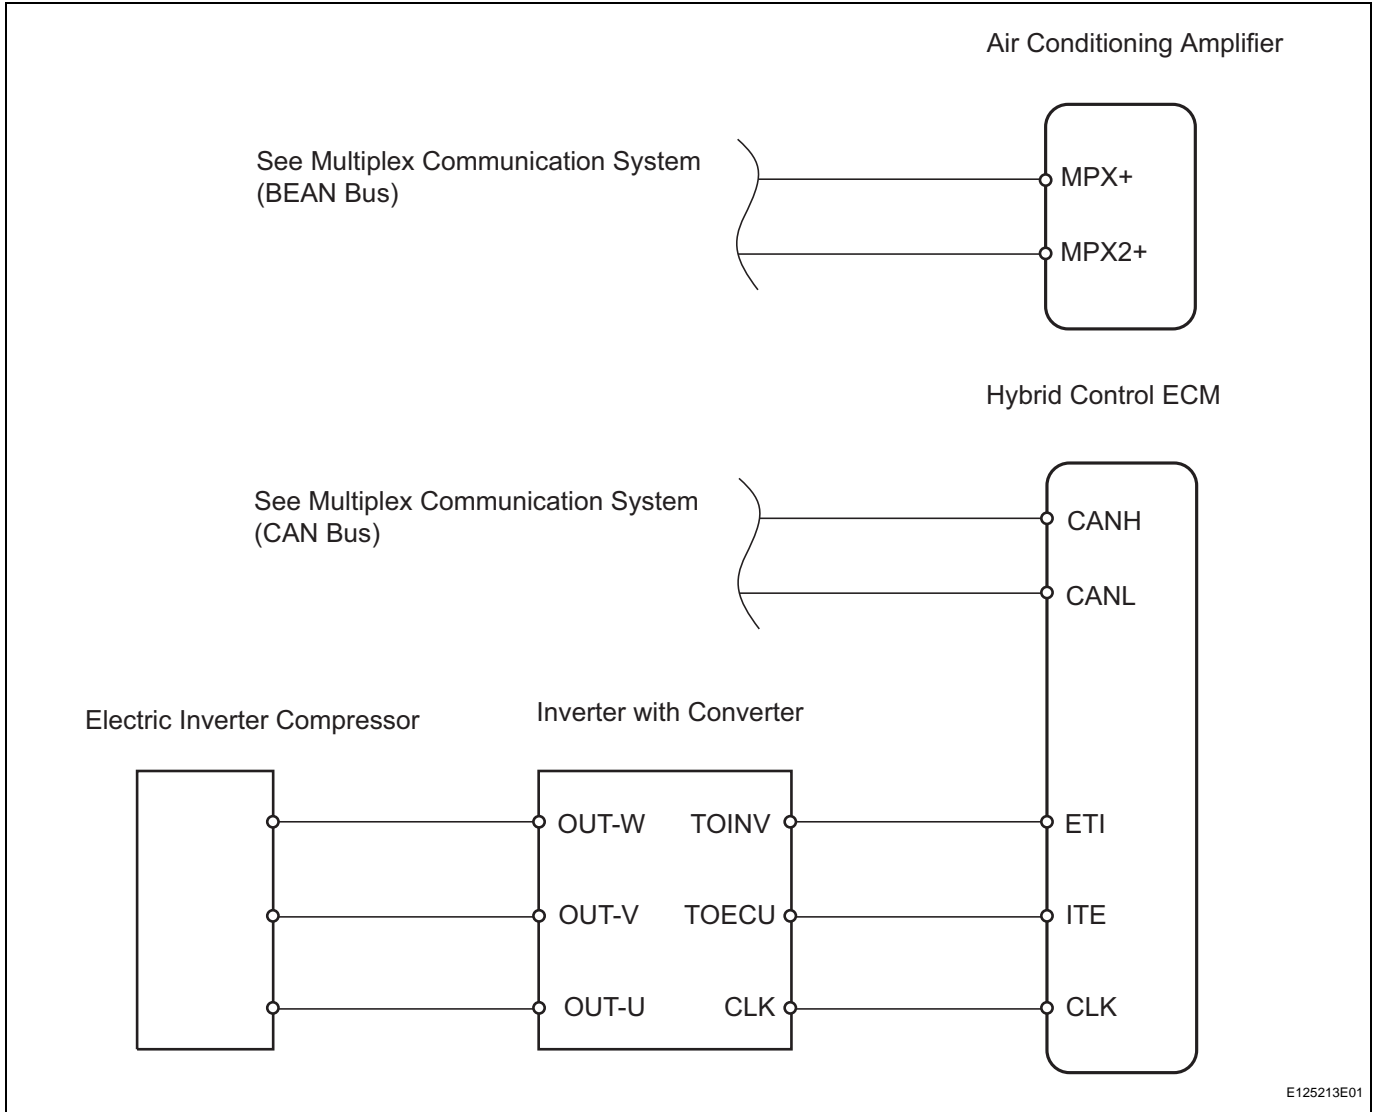 Air Conditioning Amplifier
See Multiplex Communication System
(BEAN Bus)
MPX+
MPX2+
Hybrid Control ECM
See Multiplex Communication System
(CAN Bus)
CANH
CANL
Electric Inverter Compressor
Inverter with Converter
OUT-W
TOINV
ETI
OUT-V
TOECU
ITE
OUT-U
CLK
CLK
E125213E01